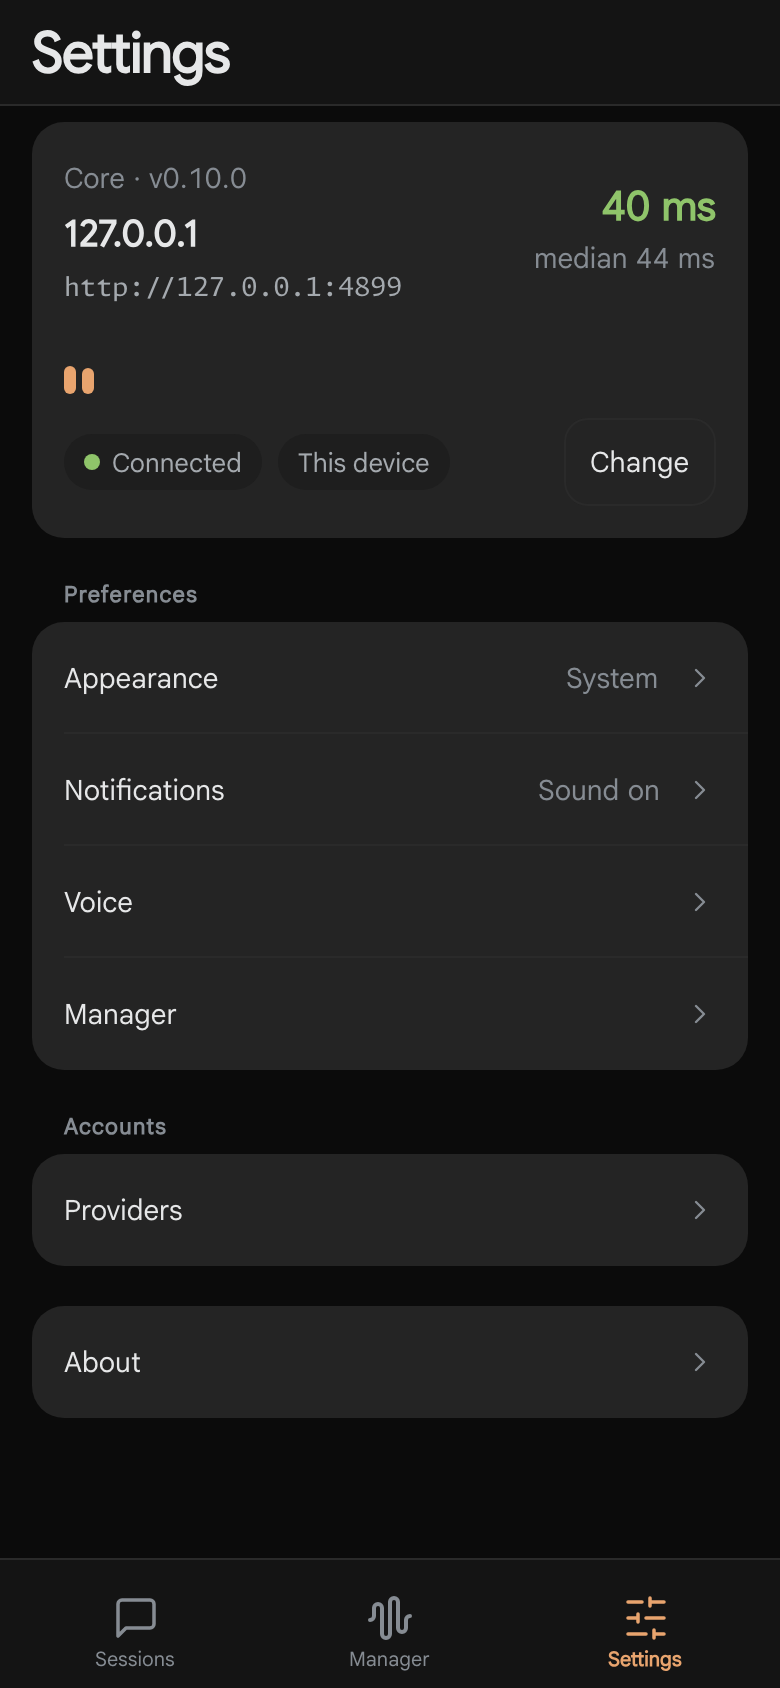 Settings
Core · v0.10.0
127.0.0.1
http://127.0.0.1:4899
40 ms
median 44 ms
Connected
This device
Change
Preferences
Appearance
System
Notifications
Sound on
Voice
Manager
Accounts
Providers
About
Sessions
Manager
Settings